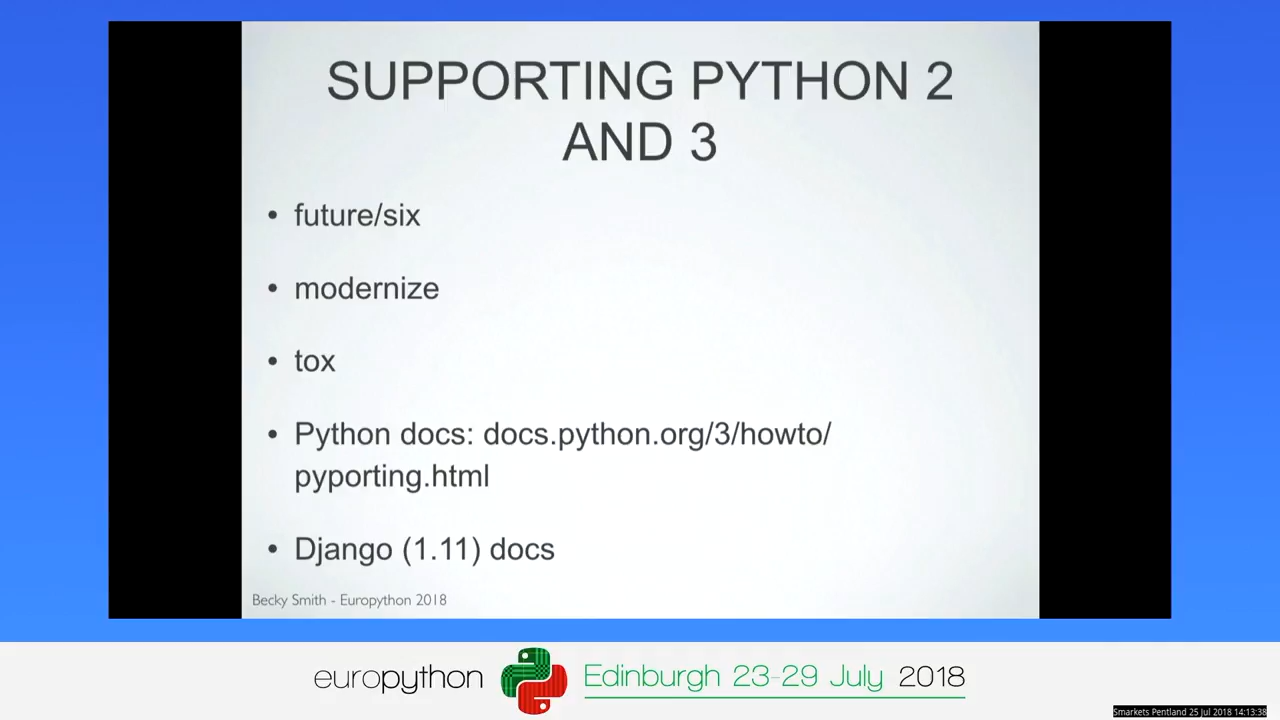 SUPPORTING PYTHON 2
AND 3
• future/six
• modernize
• tox
• Python docs: docs.python.org/3/howto/
pyporting.html
• Django (1.11) docs
Becky Smith - Europython 2018
europython
Edinburgh 23-29 July 2018
Smarkets Pentland 25 Jul 2018 14:13:38